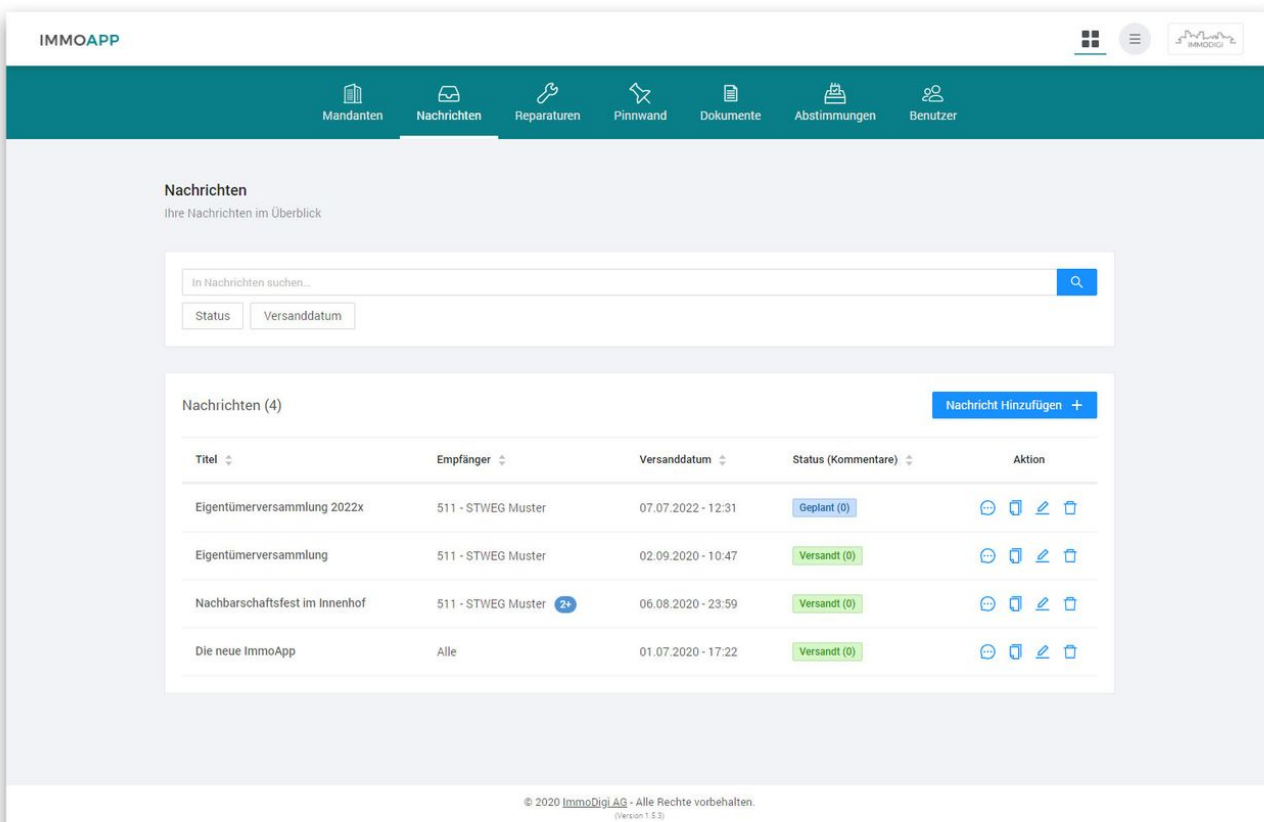 IMMOAPP
IMMODIGI
Mandanten Nachrichten Reparaturen Pinnwand Dokumente Abstimmungen Benutzer
Nachrichten
Ihre Nachrichten im Überblick
In Nachrichten suchen...
Status Versanddatum
Nachrichten (4) Nachricht Hinzufügen +
Titel Empfänger Versanddatum Status (Kommentare) Aktion
Eigentümerversammlung 2022x 511 - STWEG Muster 07.07.2022 - 12:31 Geplant (0)
Eigentümerversammlung 511 - STWEG Muster 02.09.2020 - 10:47 Versandt (0)
Nachbarschaftsfest im Innenhof 511 - STWEG Muster 2+ 06.08.2020 - 23:59 Versandt (0)
Die neue ImmoApp Alle 01.07.2020 - 17:22 Versandt (0)
© 2020 ImmoDigi AG - Alle Rechte vorbehalten.
(Version 1.5.3)